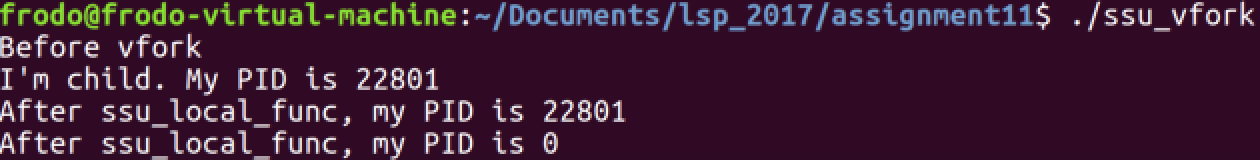 frodo@frodo-virtual-machine:~/Documents/lsp_2017/assignment11$ ./ssu_vfork
Before vfork
I'm child. My PID is 22801
After ssu_local_func, my PID is 22801
After ssu_local_func, my PID is 0